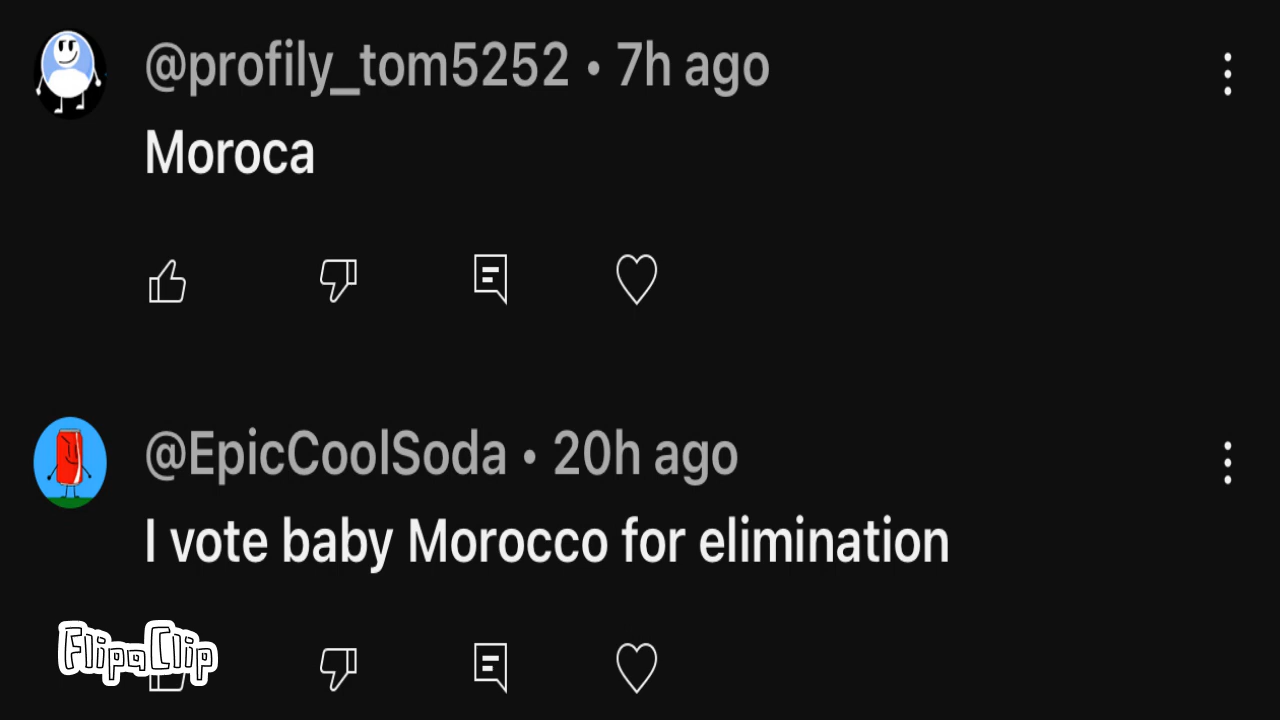 @profily_tom5252 • 7h ago
Moroca
@EpicCoolSoda • 20h ago
I vote baby Morocco for elimination
FlipaClip